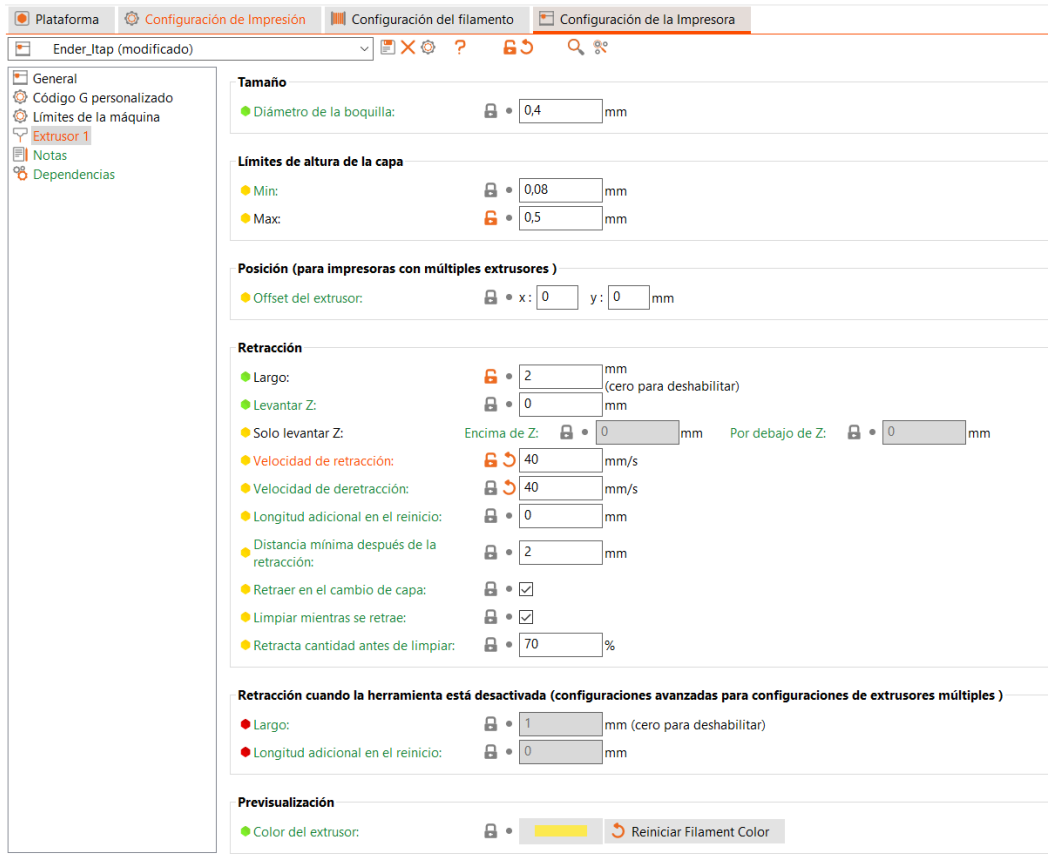 Plataforma Configuración de Impresión Configuración del filamento Configuración de la Impresora
Ender_Itap (modificado) ?
General
Código G personalizado
Límites de la máquina
Extrusor 1
Notas
Dependencias
Tamaño
Diámetro de la boquilla: 0,4 mm
Límites de altura de la capa
Min: 0,08 mm
Max: 0,5 mm
Posición (para impresoras con múltiples extrusores )
Offset del extrusor: x: 0 y: 0 mm
Retracción
Largo: 2 mm
(cero para deshabilitar)
Levantar Z: 0 mm
Solo levantar Z: Encima de Z: 0 mm Por debajo de Z: 0 mm
Velocidad de retracción: 40 mm/s
Velocidad de deretracción: 40 mm/s
Longitud adicional en el reinicio: 0 mm
Distancia mínima después de la
retracción: 2 mm
Retraer en el cambio de capa:
Limpiar mientras se retrae:
Retracta cantidad antes de limpiar: 70 %
Retracción cuando la herramienta está desactivada (configuraciones avanzadas para configuraciones de extrusores múltiples )
Largo: 1 mm (cero para deshabilitar)
Longitud adicional en el reinicio: 0 mm
Previsualización
Color del extrusor: Reiniciar Filament Color